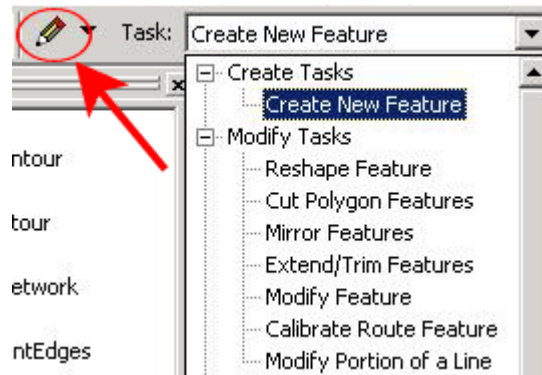 Task: Create New Feature
Create Tasks
Create New Feature
Modify Tasks
Reshape Feature
Cut Polygon Features
Mirror Features
Extend/Trim Features
Modify Feature
Calibrate Route Feature
Modify Portion of a Line
ntour
tour
etwork
ntEdges